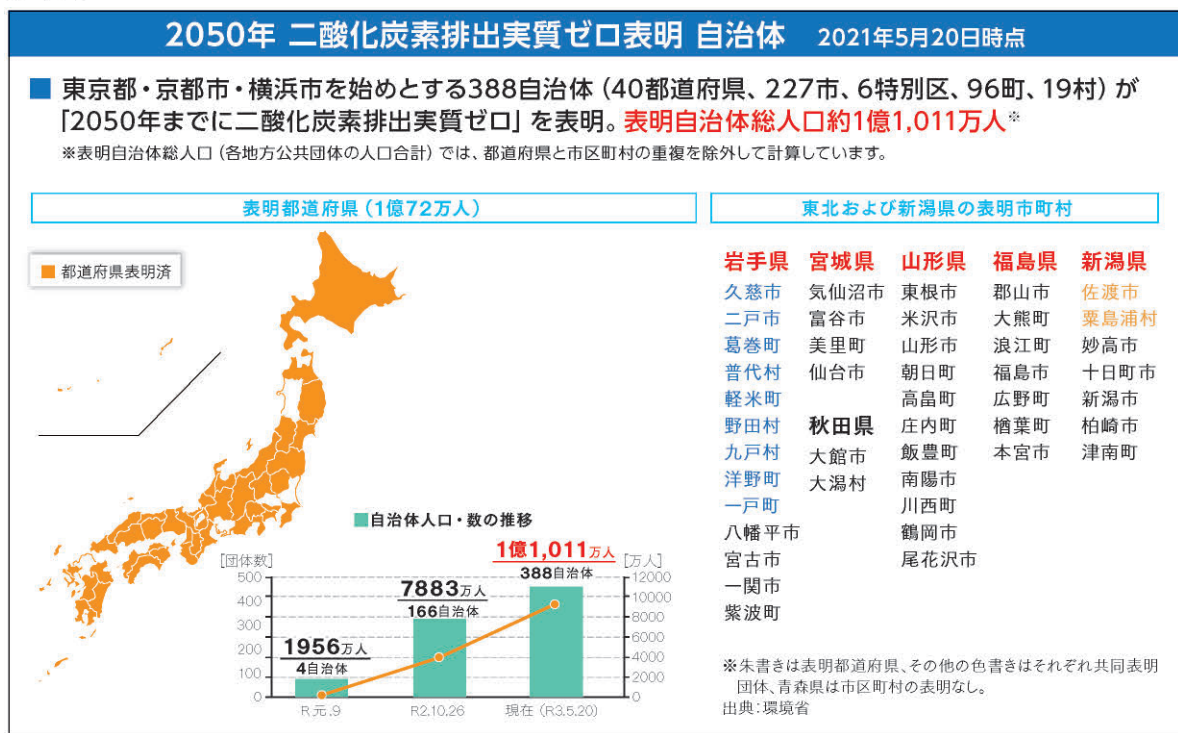 2050年 二酸化炭素排出実質ゼロ表明 自治体 2021年5月20日時点
■ 東京都・京都市・横浜市を始めとする388自治体（40都道府県、227市、6特別区、96町、19村）が
「2050年までに二酸化炭素排出実質ゼロ」を表明。表明自治体総人口約1億1,011万人※
※表明自治体総人口（各地方公共団体の人口合計）では、都道府県と市区町村の重複を除外して計算しています。
表明都道府県（1億72万人）
■ 都道府県表明済
■自治体人口・数の推移
[団体数]
[万人]
500
400
300
200
100
0
12000
10000
8000
6000
4000
2000
0
1956万人
4自治体
7883万人
166自治体
1億1,011万人
388自治体
R元.9
R2.10.26
現在（R3.5.20）
東北および新潟県の表明市町村
岩手県
久慈市
二戸市
葛巻町
普代村
軽米町
野田村
九戸村
洋野町
一戸町
八幡平市
宮古市
一関市
紫波町
宮城県
気仙沼市
富谷市
美里町
仙台市
秋田県
大館市
大潟村
山形県
東根市
米沢市
山形市
朝日町
高畠町
庄内町
飯豊町
南陽市
川西町
鶴岡市
尾花沢市
福島県
郡山市
大熊町
浪江町
福島市
広野町
楢葉町
本宮市
新潟県
佐渡市
粟島浦村
妙高市
十日町市
新潟市
柏崎市
津南町
※朱書きは表明都道府県、その他の色書きはそれぞれ共同表明
団体、青森県は市区町村の表明なし。
出典：環境省